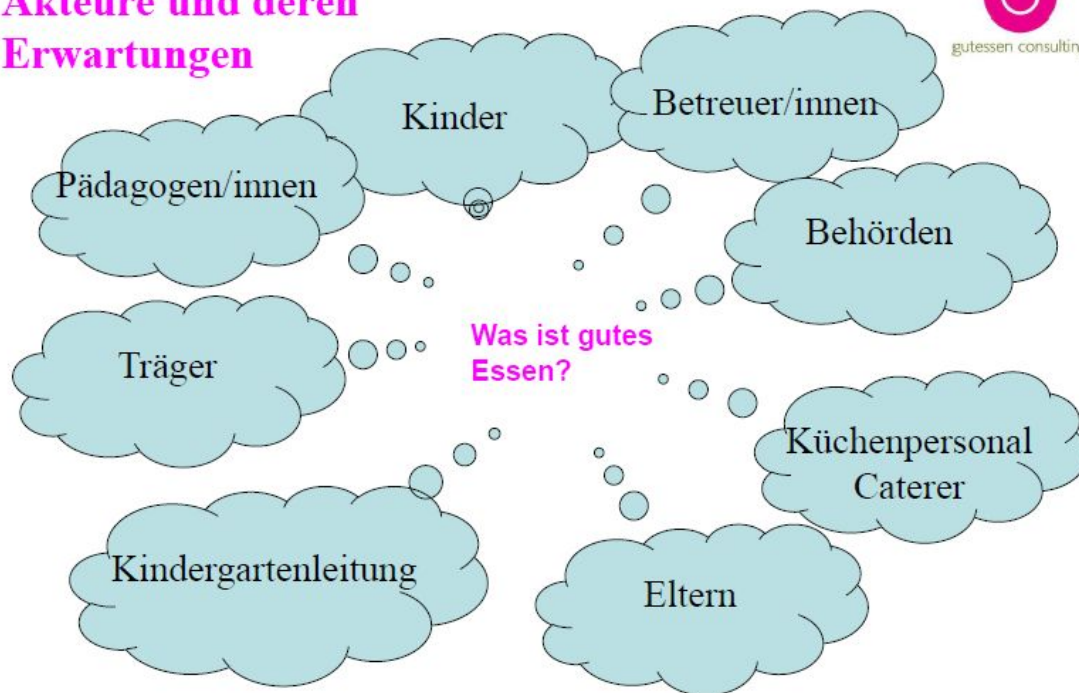 Akteure und deren
Erwartungen
gutessen consultin
Kinder
Betreuer/innen
Pädagogen/innen
Behörden
Was ist gutes
Essen?
Träger
Küchenpersonal
Caterer
Kindergartenleitung
Eltern